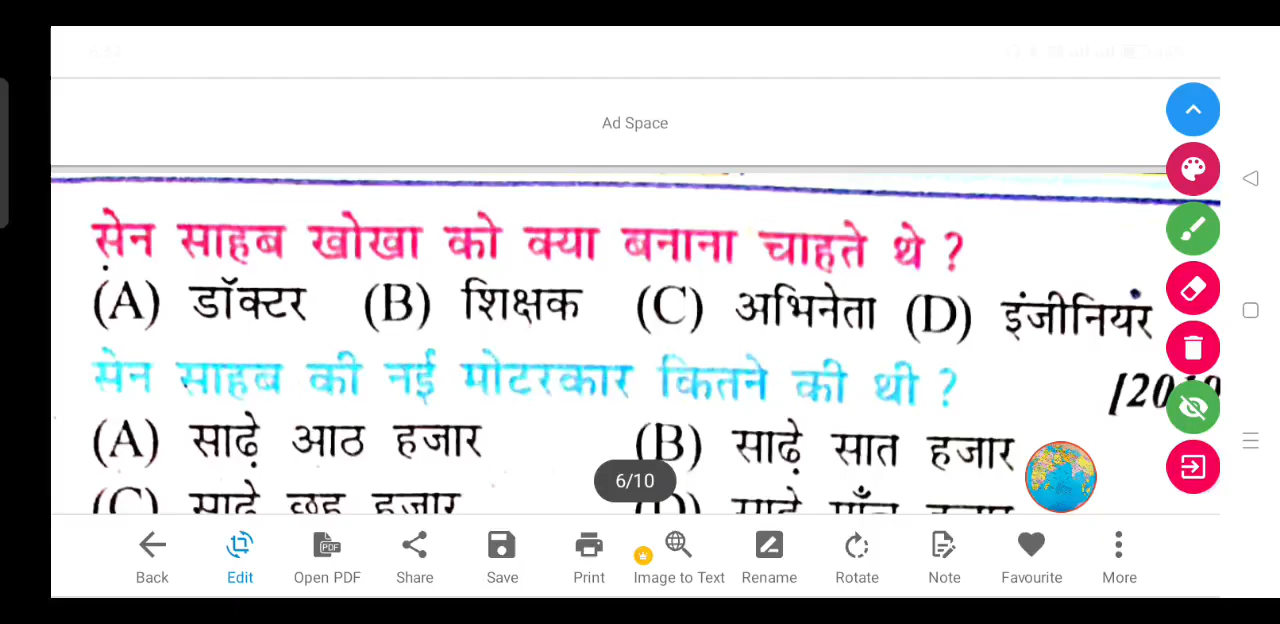 Ad Space
सेन साहब खोखा को क्या बनाना चाहते थे ?
(A) डॉक्टर (B) शिक्षक (C) अभिनेता (D) इंजीनियर
सेन साहब की नई मोटरकार कितने की थी ?
(A) साढ़े आठ हजार (B) साढ़े सात हजार
6/10
Back Edit Open PDF Share Save Print Image to Text Rename Rotate Note Favourite More